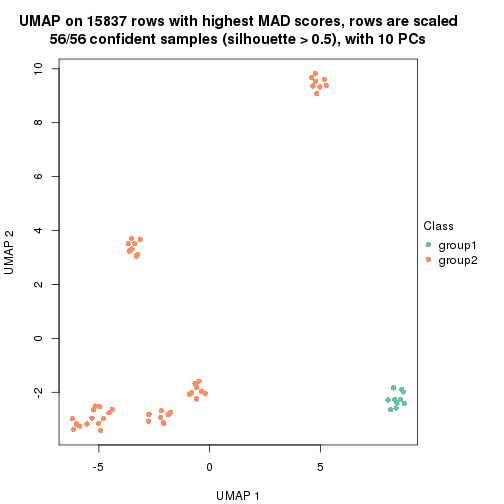 UMAP on 15837 rows with highest MAD scores, rows are scaled
56/56 confident samples (silhouette > 0.5), with 10 PCs
10
8
6
4
2
0
-2
UMAP 2
-5
0
5
UMAP 1
Class
group1
group2